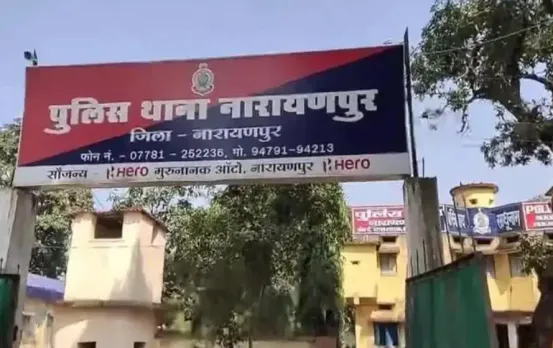 पुलिस थाना नारायणपुर
जिला - नारायणपुर
फोन नं. - 07781 - 252236, मो. 94791-94213
सौजन्य - Hero गुरुनानक ऑटो, नारायणपुर Hero
पुलिस